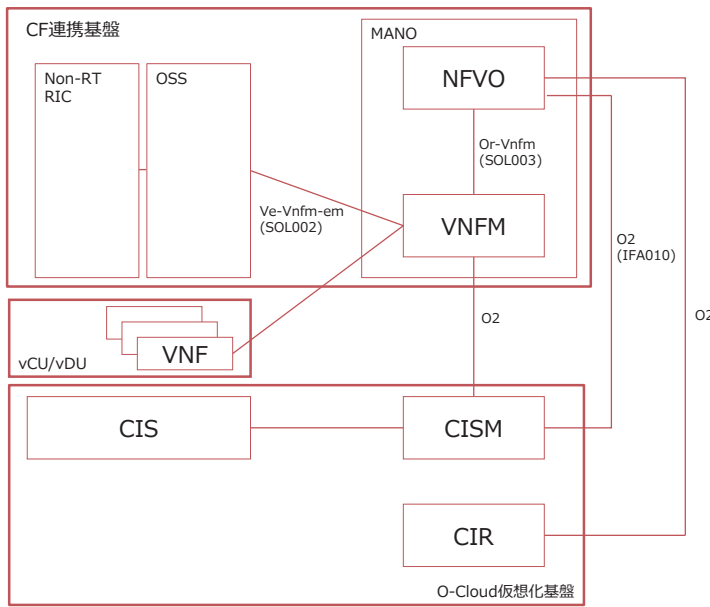 CF連携基盤
MANO
Non-RT
RIC
OSS
NFVO
Or-Vnfm
(SOL003)
Ve-Vnfm-em
(SOL002)
VNFM
O2
(IFA010)
O2
O2
vCU/vDU
VNF
CIS
CISM
CIR
O-Cloud仮想化基盤